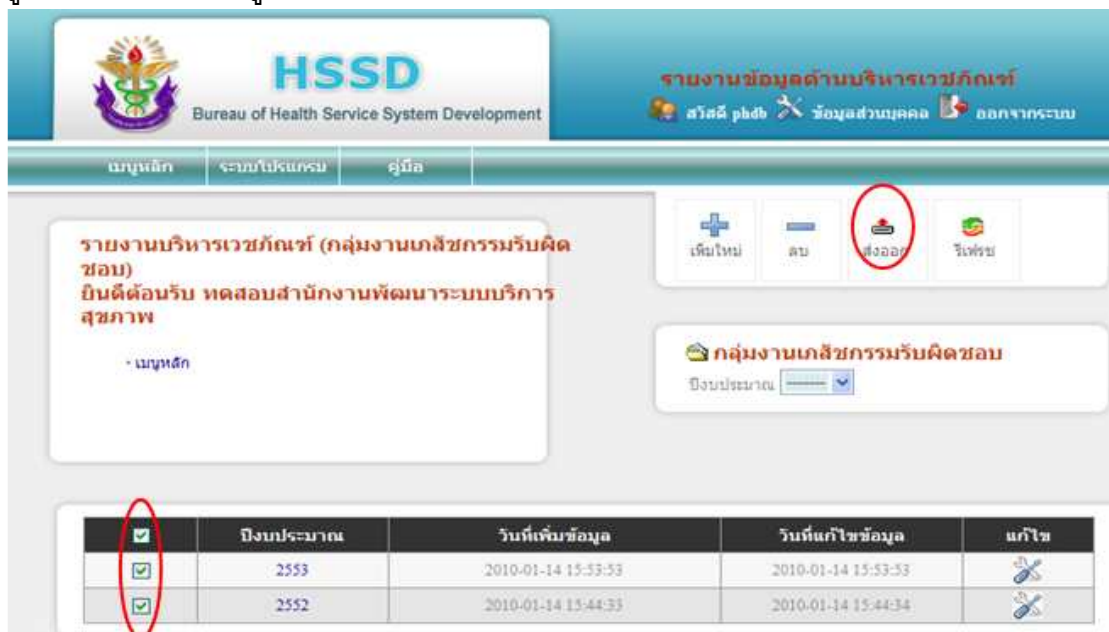 HSSD
Bureau of Health Service System Development
รายงานข้อมูลด้านบริหารเวชภัณฑ์
สวัสดี phdb ข้อมูลส่วนบุคคล ออกจากระบบ
เมนูหลัก ระบบโปรแกรม คู่มือ
เพิ่มใหม่ ลบ ส่งออก รีเฟรช
รายงานบริหารเวชภัณฑ์ (กลุ่มงานเภสัชกรรมรับผิด
ชอบ)
ยินดีต้อนรับ ทดสอบสำนักงานพัฒนาระบบบริการ
สุขภาพ
- เมนูหลัก
กลุ่มงานเภสัชกรรมรับผิดชอบ
ปีงบประมาณ -------
ปีงบประมาณ วันที่เพิ่มข้อมูล วันที่แก้ไขข้อมูล แก้ไข
2553 2010-01-14 15:53:53 2010-01-14 15:53:53
2552 2010-01-14 15:44:33 2010-01-14 15:44:34